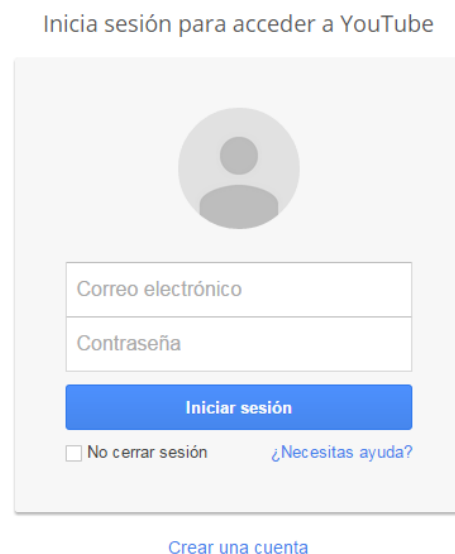 Inicia sesión para acceder a YouTube
Correo electrónico
Contraseña
Iniciar sesión
No cerrar sesión ¿Necesitas ayuda?
Crear una cuenta